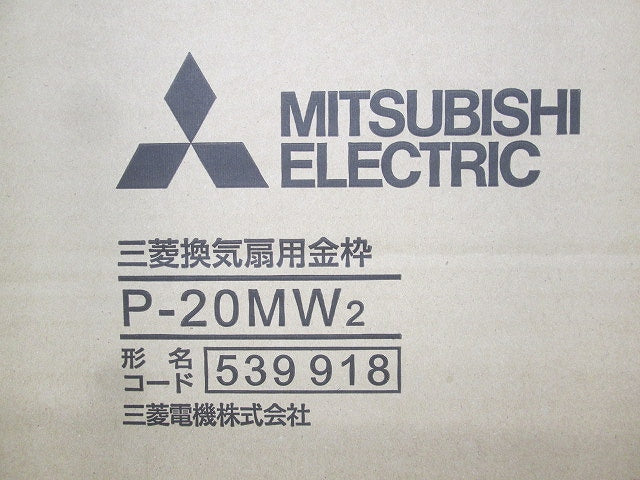 MITSUBISHI
ELECTRIC
三菱換気扇用金枠
P-20MW2
形名
コード 539 918
三菱電機株式会社